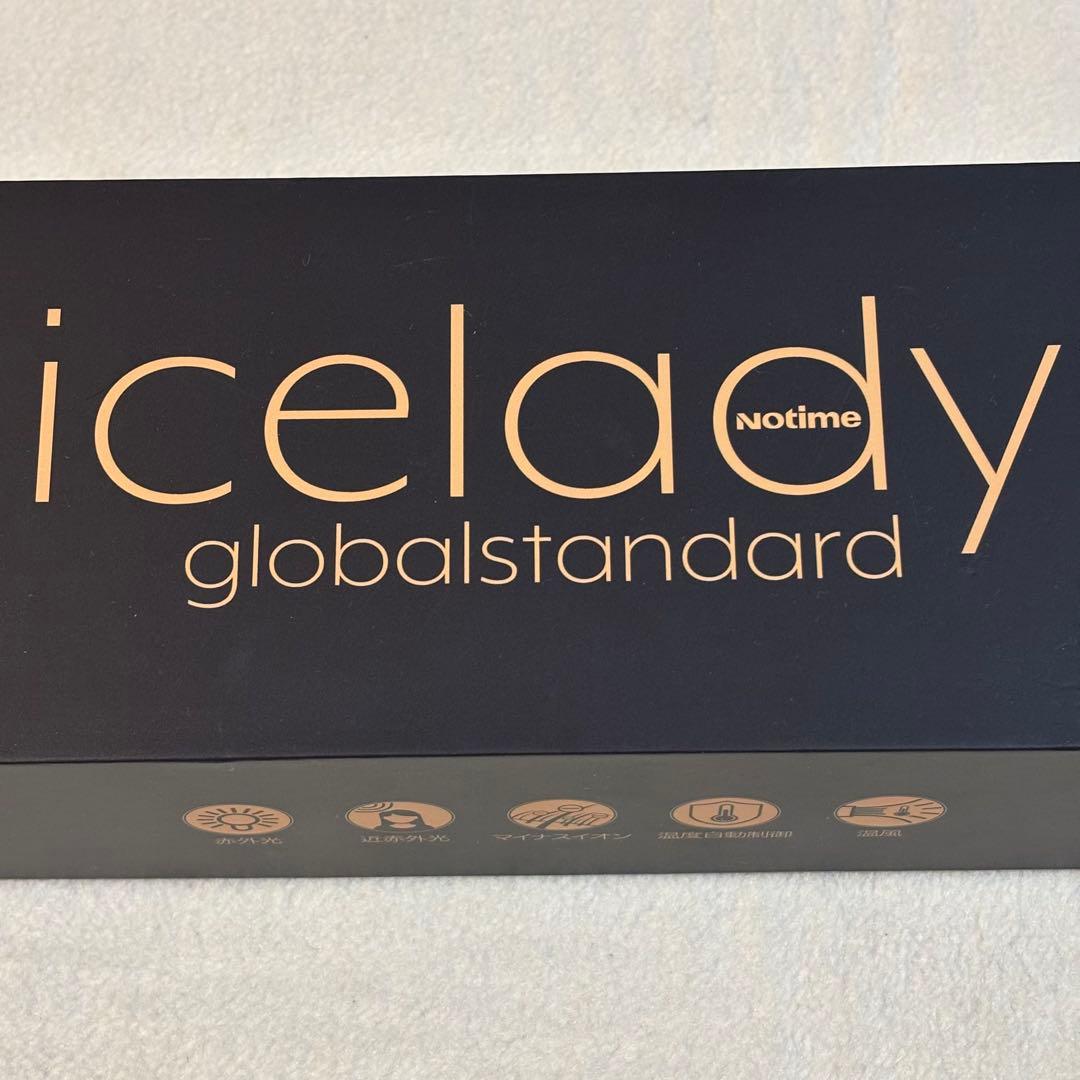 icelady
Notime
globalstandard
赤外光
近赤外光
マイナスイオン
温度自動制御
温風